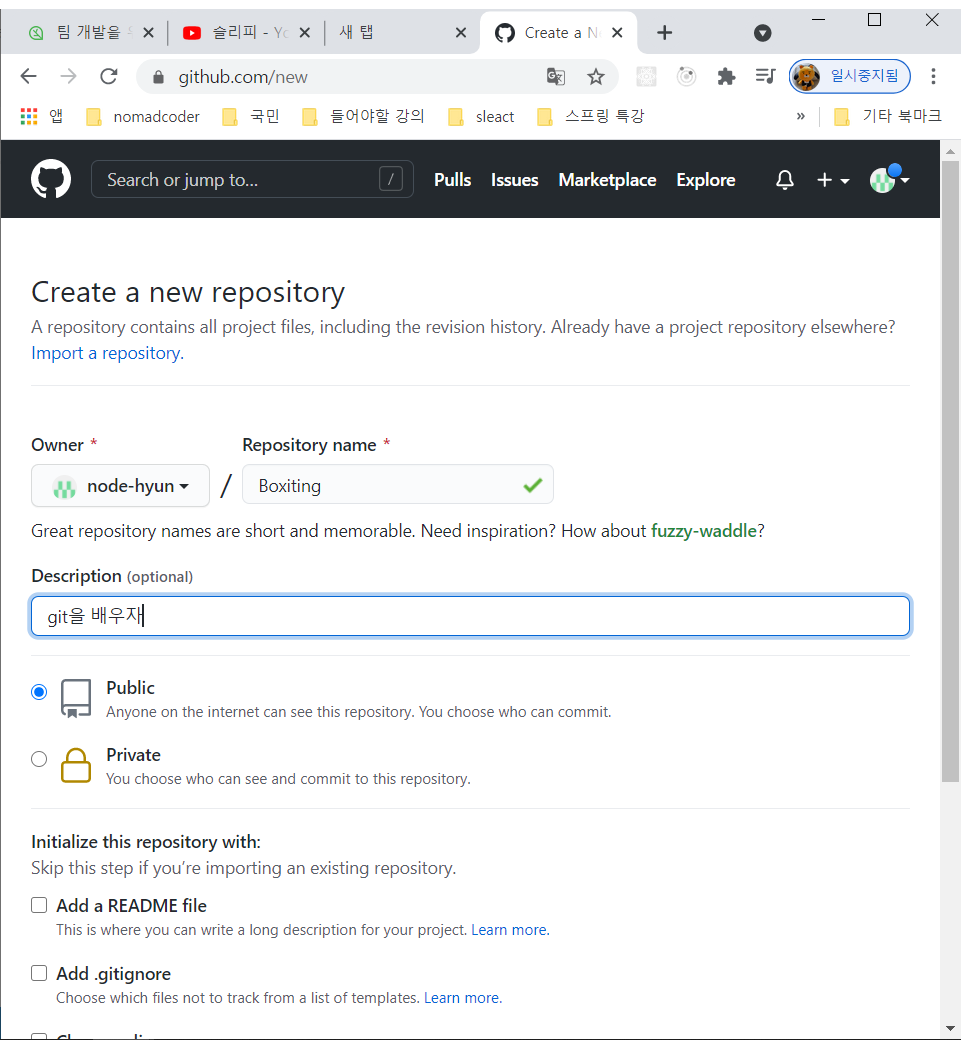 팀 개발을
슬리피 - Yo
새 탭
Create a N
github.com/new
일시중지됨
앱
nomadcoder
국민
들어야할 강의
sleact
스프링 특강
»
기타 북마크
Search or jump to...
/
Pulls
Issues
Marketplace
Explore
Create a new repository
A repository contains all project files, including the revision history. Already have a project repository elsewhere?
Import a repository.
Owner *
Repository name *
node-hyun
/
Boxiting
Great repository names are short and memorable. Need inspiration? How about fuzzy-waddle?
Description (optional)
git을 배우자
Public
Anyone on the internet can see this repository. You choose who can commit.
Private
You choose who can see and commit to this repository.
Initialize this repository with:
Skip this step if you’re importing an existing repository.
Add a README file
This is where you can write a long description for your project. Learn more.
Add .gitignore
Choose which files not to track from a list of templates. Learn more.